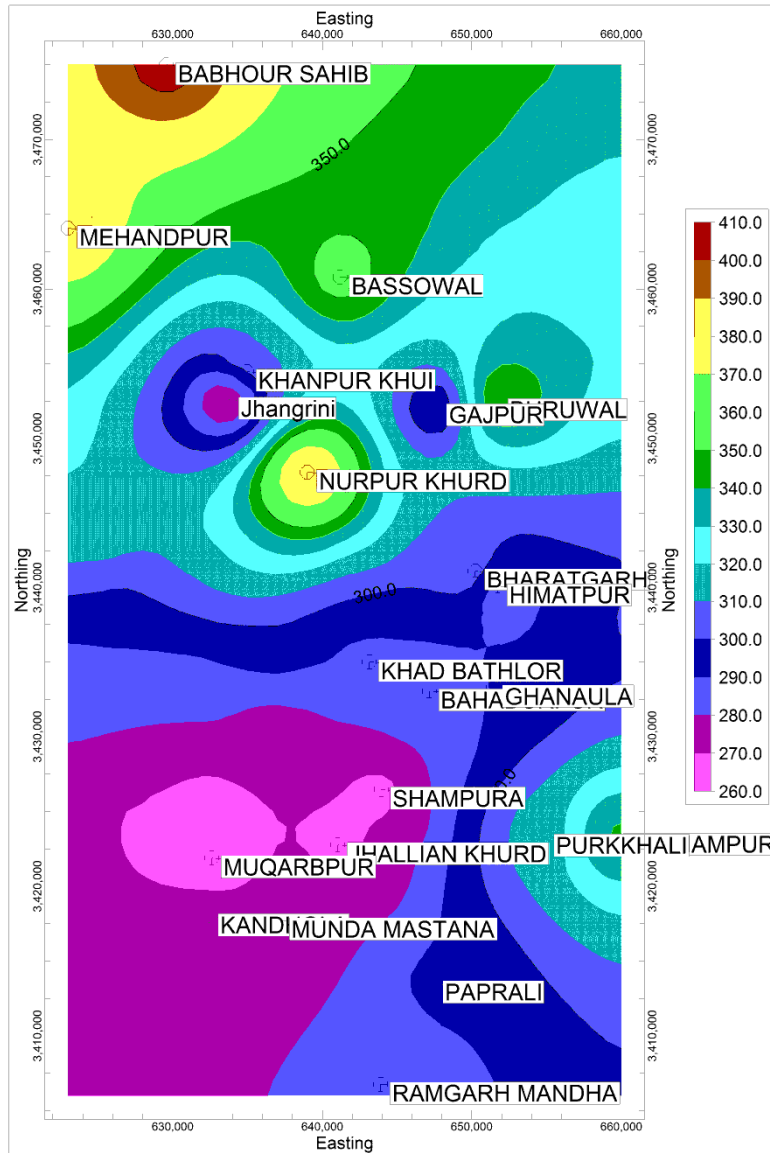 Easting
630,000 640,000 650,000 660,000
BABHOUR SAHIB
3,470,000 350.0 3,470,000
MEHANDPUR
410.0
400.0
390.0
380.0
370.0
360.0
350.0
340.0
330.0
320.0
310.0
300.0
290.0
280.0
270.0
260.0
3,460,000 BASSOWAL 3,460,000
KHANPUR KHUI
Jhangrini GAJPUR
3,450,000 3,450,000
NURPUR KHURD
Northing Northing
BHARATGARH
3,440,000 300.0 HIMATPUR 3,440,000
KHAD BATHLOR
GHANAULA
3,430,000 3,430,000
SHAMPURA
PURKKHALI AMPUR
JHALLIAN KHURD
MUQARBPUR
3,420,000 3,420,000
MUNDA MASTANA
PAPRALI
3,410,000 3,410,000
RAMGARH MANDHA
630,000 640,000 650,000 660,000
Easting